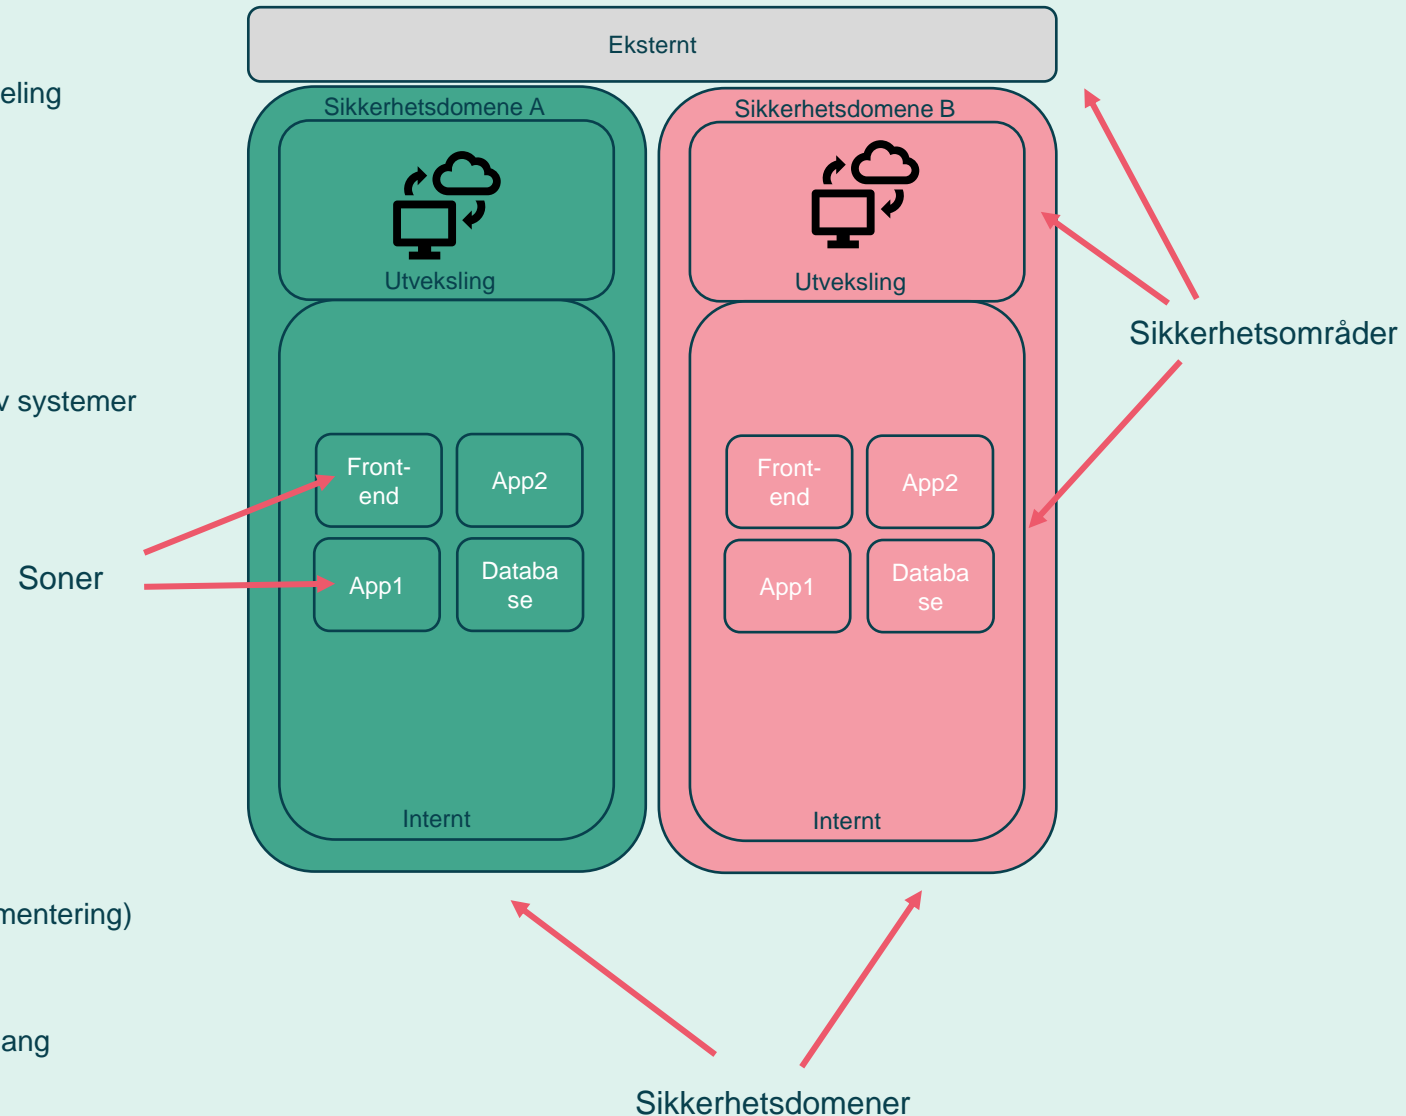 Eksternt
eling
Sikkerhetsdomene A
Sikkerhetsdomene B
Utveksling
Utveksling
Sikkerhetsområder
systemer
Front-
end
App2
App1
Databa
se
Front-
end
App2
App1
Databa
se
Soner
Internt
Internt
mentering)
ang
Sikkerhetsdomener